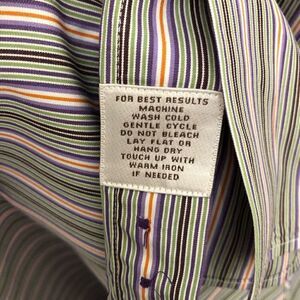 FOR BEST RESULTS
MACHINE
WASH COLD
GENTLE CYCLE
DO NOT BLEACH
LAY FLAT OR
HANG DRY
TOUCH UP WITH
WARM IRON
IF NEEDED